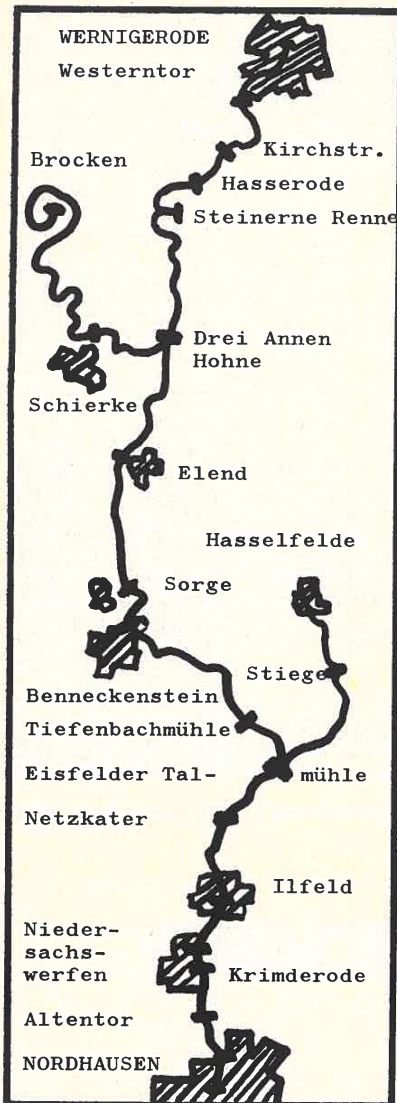 WERNIGERODE
Westerntor
Kirchstr.
Brocken
Hasserode
Steinerne Renne
Drei Annen
Hohne
Schierke
Elend
Hasselfelde
Sorge
Stiege
Benneckenstein
Tiefenbachmühle
Eisfelder Tal- mühle
Netzkater
Ilfeld
Nieder-
sachs-
werfen
Krimderode
Altentor
NORDHAUSEN